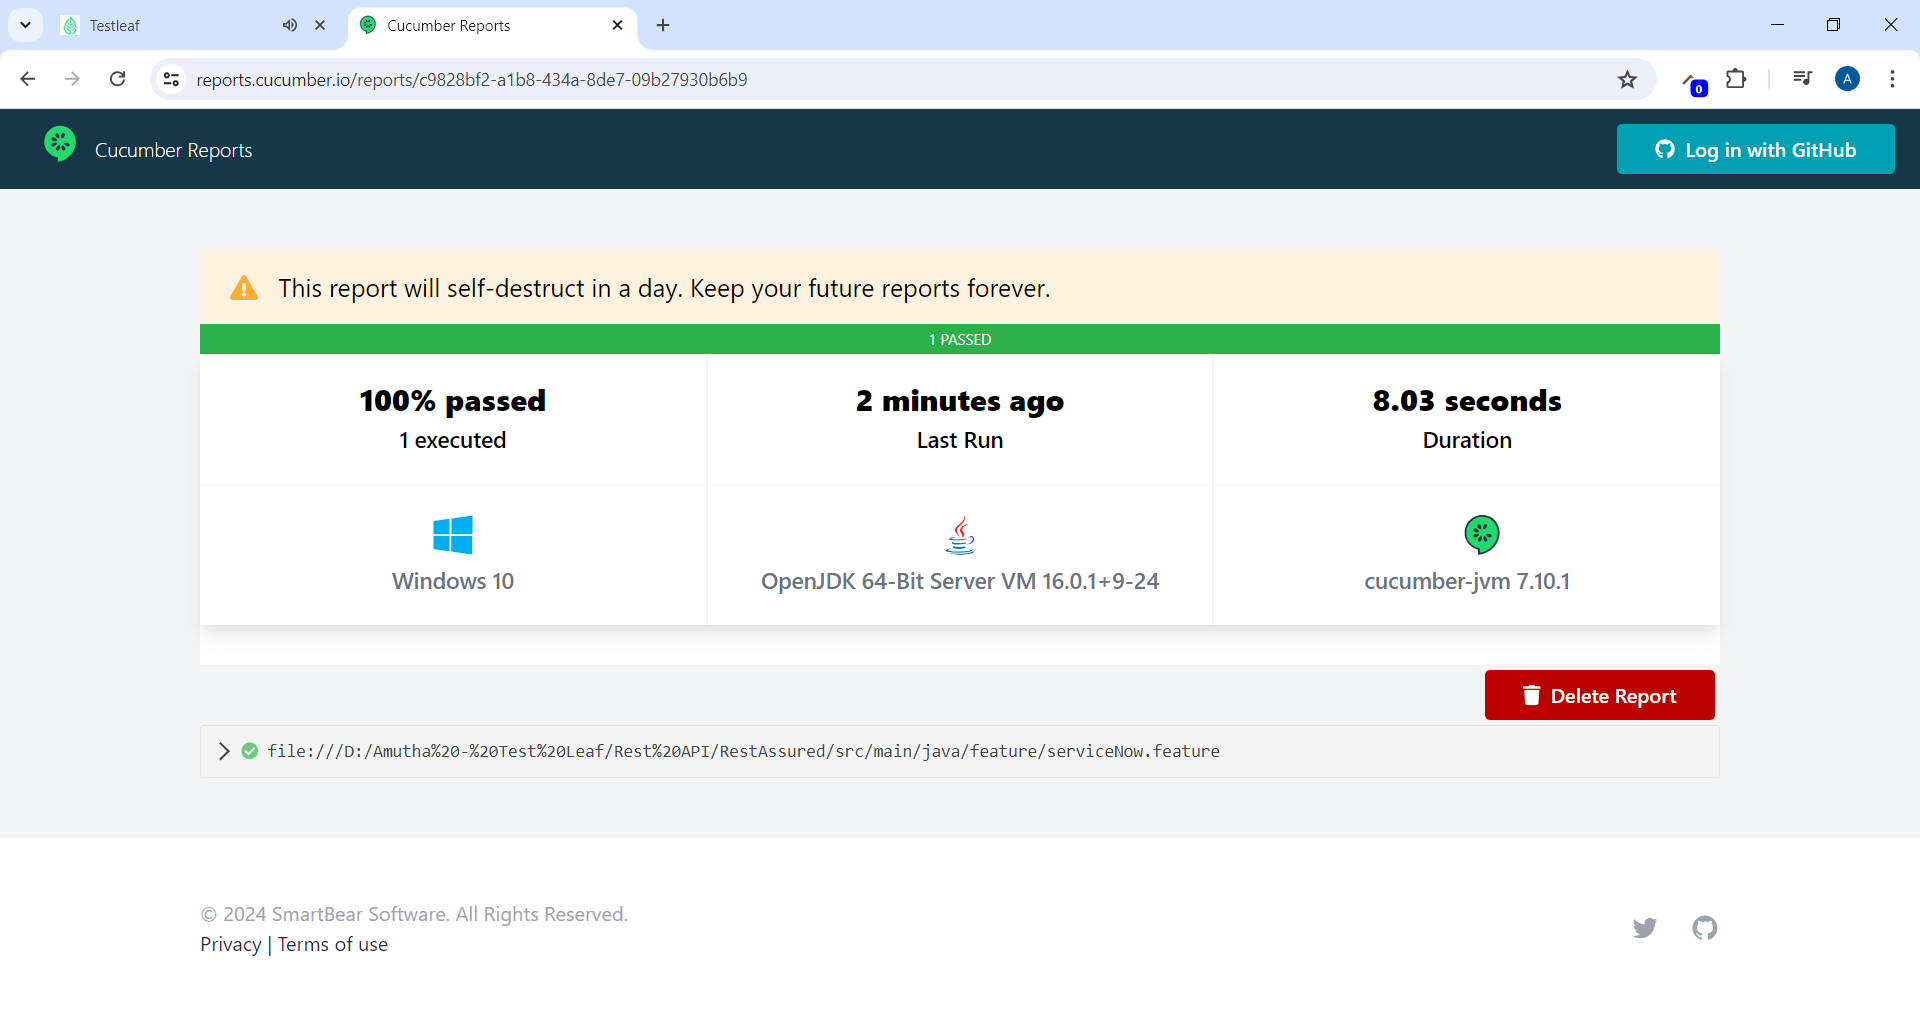 Testleaf
Cucumber Reports
reports.cucumber.io/reports/c9828bf2-a1b8-434a-8de7-09b27930b6b9
0
A
Cucumber Reports
Log in with GitHub
This report will self-destruct in a day. Keep your future reports forever.
1 PASSED
100% passed
1 executed
2 minutes ago
Last Run
8.03 seconds
Duration
Windows 10
OpenJDK 64-Bit Server VM 16.0.1+9-24
cucumber-jvm 7.10.1
Delete Report
file:///D:/Amutha%20-%20Test%20Leaf/Rest%20API/RestAssured/src/main/java/feature/serviceNow.feature
© 2024 SmartBear Software. All Rights Reserved.
Privacy | Terms of use